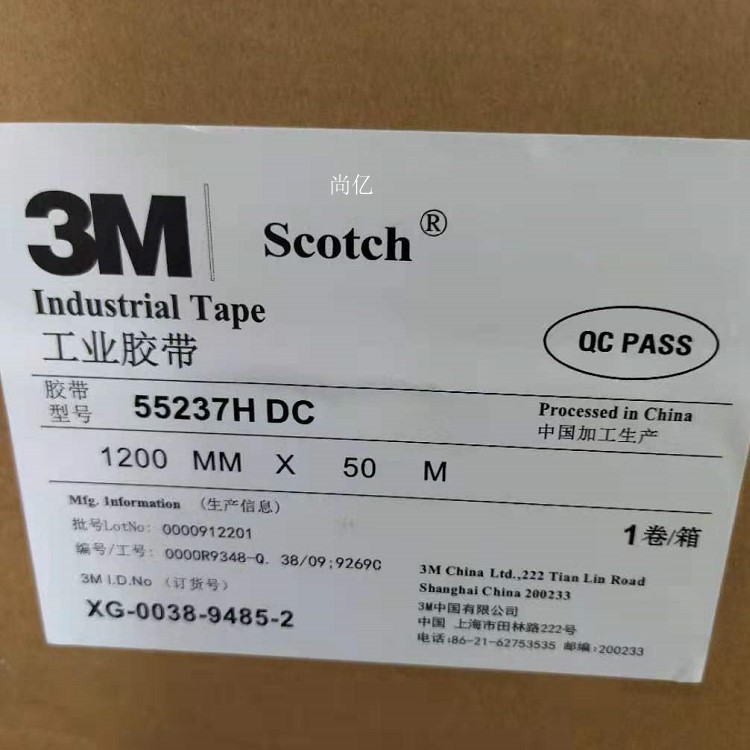 尚亿
3M Scotch®
Industrial Tape
工业胶带
QC PASS
胶带
型号 55237H DC
Processed in China
中国加工生产
1200 MM X 50 M
Mfg. Information (生产信息)
批号LotNo: 0000912201
1卷/箱
编号/工号: 0000R9348-Q. 38/09;9269C
3M I.D.No (订货号)
XG-0038-9485-2
3M China Ltd.,222 Tian Lin Road
Shanghai China 200233
3M中国有限公司
中国 上海市田林路222号
电话:86-21-62753535 邮编:200233